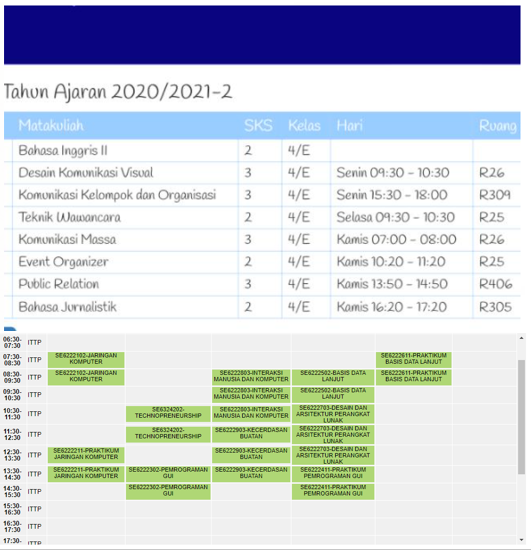 Tahun Ajaran 2020/2021-2
Matakuliah SKS Kelas Hari Ruang
Bahasa Inggris II 2 4/E
Desain Komunikasi Visual 3 4/E Senin 09:30 - 10:30 R26
Komunikasi Kelompok dan Organisasi 3 4/E Senin 15:30 - 18:00 R309
Teknik Wawancara 2 4/E Selasa 09:30 - 10:30 R25
Komunikasi Massa 3 4/E Kamis 07:00 - 08:00 R26
Event Organizer 2 4/E Kamis 10:20 - 11:20 R25
Public Relation 3 4/E Kamis 13:50 - 14:50 R406
Bahasa Jurnalistik 2 4/E Kamis 16:20 - 17:20 R305
06:30-
07:30 ITTP
07:30-
08:30 ITTP
SE6222102-JARINGAN
KOMPUTER
SE6222611-PRAKTIKUM
BASIS DATA LANJUT
08:30-
09:30 ITTP
SE6222102-JARINGAN
KOMPUTER
SE6222803-INTERAKSI
MANUSIA DAN KOMPUTER
SE6222502-BASIS DATA
LANJUT
SE6222611-PRAKTIKUM
BASIS DATA LANJUT
09:30-
10:30 ITTP
SE6222803-INTERAKSI
MANUSIA DAN KOMPUTER
SE6222502-BASIS DATA
LANJUT
10:30-
11:30 ITTP
SE6324202-
TECHNOPRENEURSHIP
SE6222803-INTERAKSI
MANUSIA DAN KOMPUTER
SE6222703-DESAIN DAN
ARSITEKTUR PERANGKAT
LUNAK
11:30-
12:30 ITTP
SE6324202-
TECHNOPRENEURSHIP
SE6222903-KECERDASAN
BUATAN
SE6222703-DESAIN DAN
ARSITEKTUR PERANGKAT
LUNAK
12:30-
13:30 ITTP
SE6222211-PRAKTIKUM
JARINGAN KOMPUTER
SE6222903-KECERDASAN
BUATAN
SE6222703-DESAIN DAN
ARSITEKTUR PERANGKAT
LUNAK
13:30-
14:30 ITTP
SE6222211-PRAKTIKUM
JARINGAN KOMPUTER
SE6222302-PEMROGRAMAN
GUI
SE6222903-KECERDASAN
BUATAN
SE6222411-PRAKTIKUM
PEMROGRAMAN GUI
14:30-
15:30 ITTP
SE6222302-PEMROGRAMAN
GUI
SE6222411-PRAKTIKUM
PEMROGRAMAN GUI
15:30-
16:30 ITTP
16:30-
17:30 ITTP
17:30- ITTP